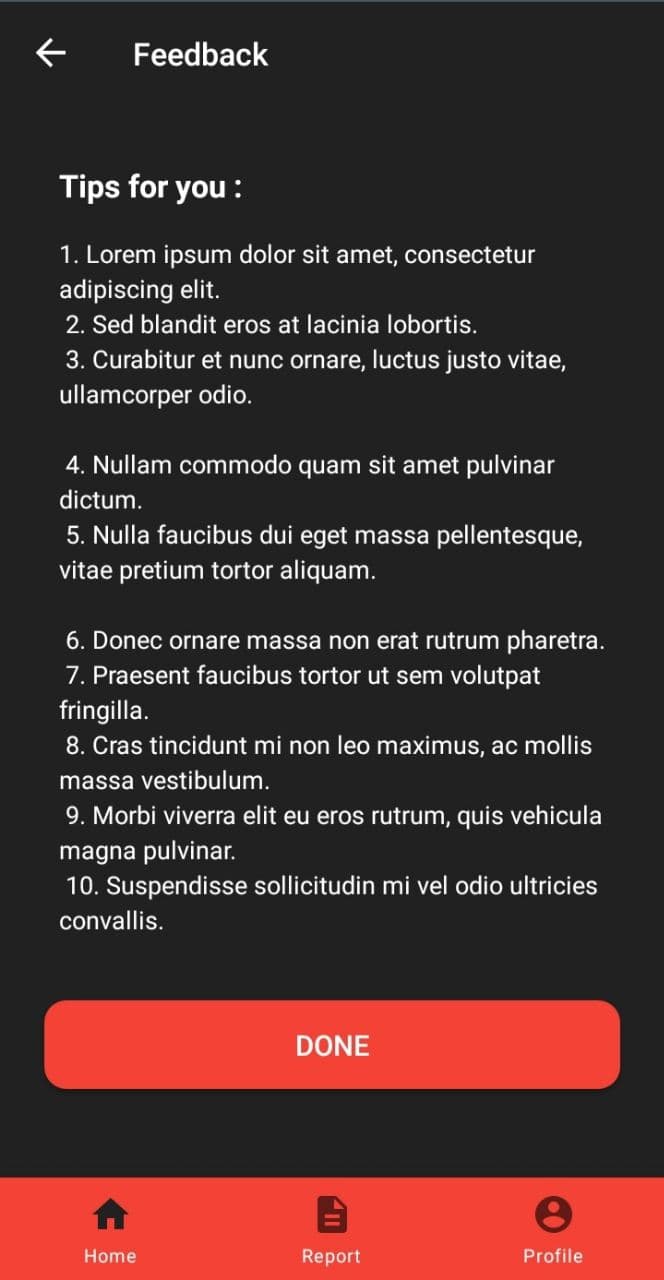 Feedback
Tips for you :
1. Lorem ipsum dolor sit amet, consectetur
adipiscing elit.
2. Sed blandit eros at lacinia lobortis.
3. Curabitur et nunc ornare, luctus justo vitae,
ullamcorper odio.
4. Nullam commodo quam sit amet pulvinar
dictum.
5. Nulla faucibus dui eget massa pellentesque,
vitae pretium tortor aliquam.
6. Donec ornare massa non erat rutrum pharetra.
7. Praesent faucibus tortor ut sem volutpat
fringilla.
8. Cras tincidunt mi non leo maximus, ac mollis
massa vestibulum.
9. Morbi viverra elit eu eros rutrum, quis vehicula
magna pulvinar.
10. Suspendisse sollicitudin mi vel odio ultricies
convallis.
DONE
Home
Report
Profile